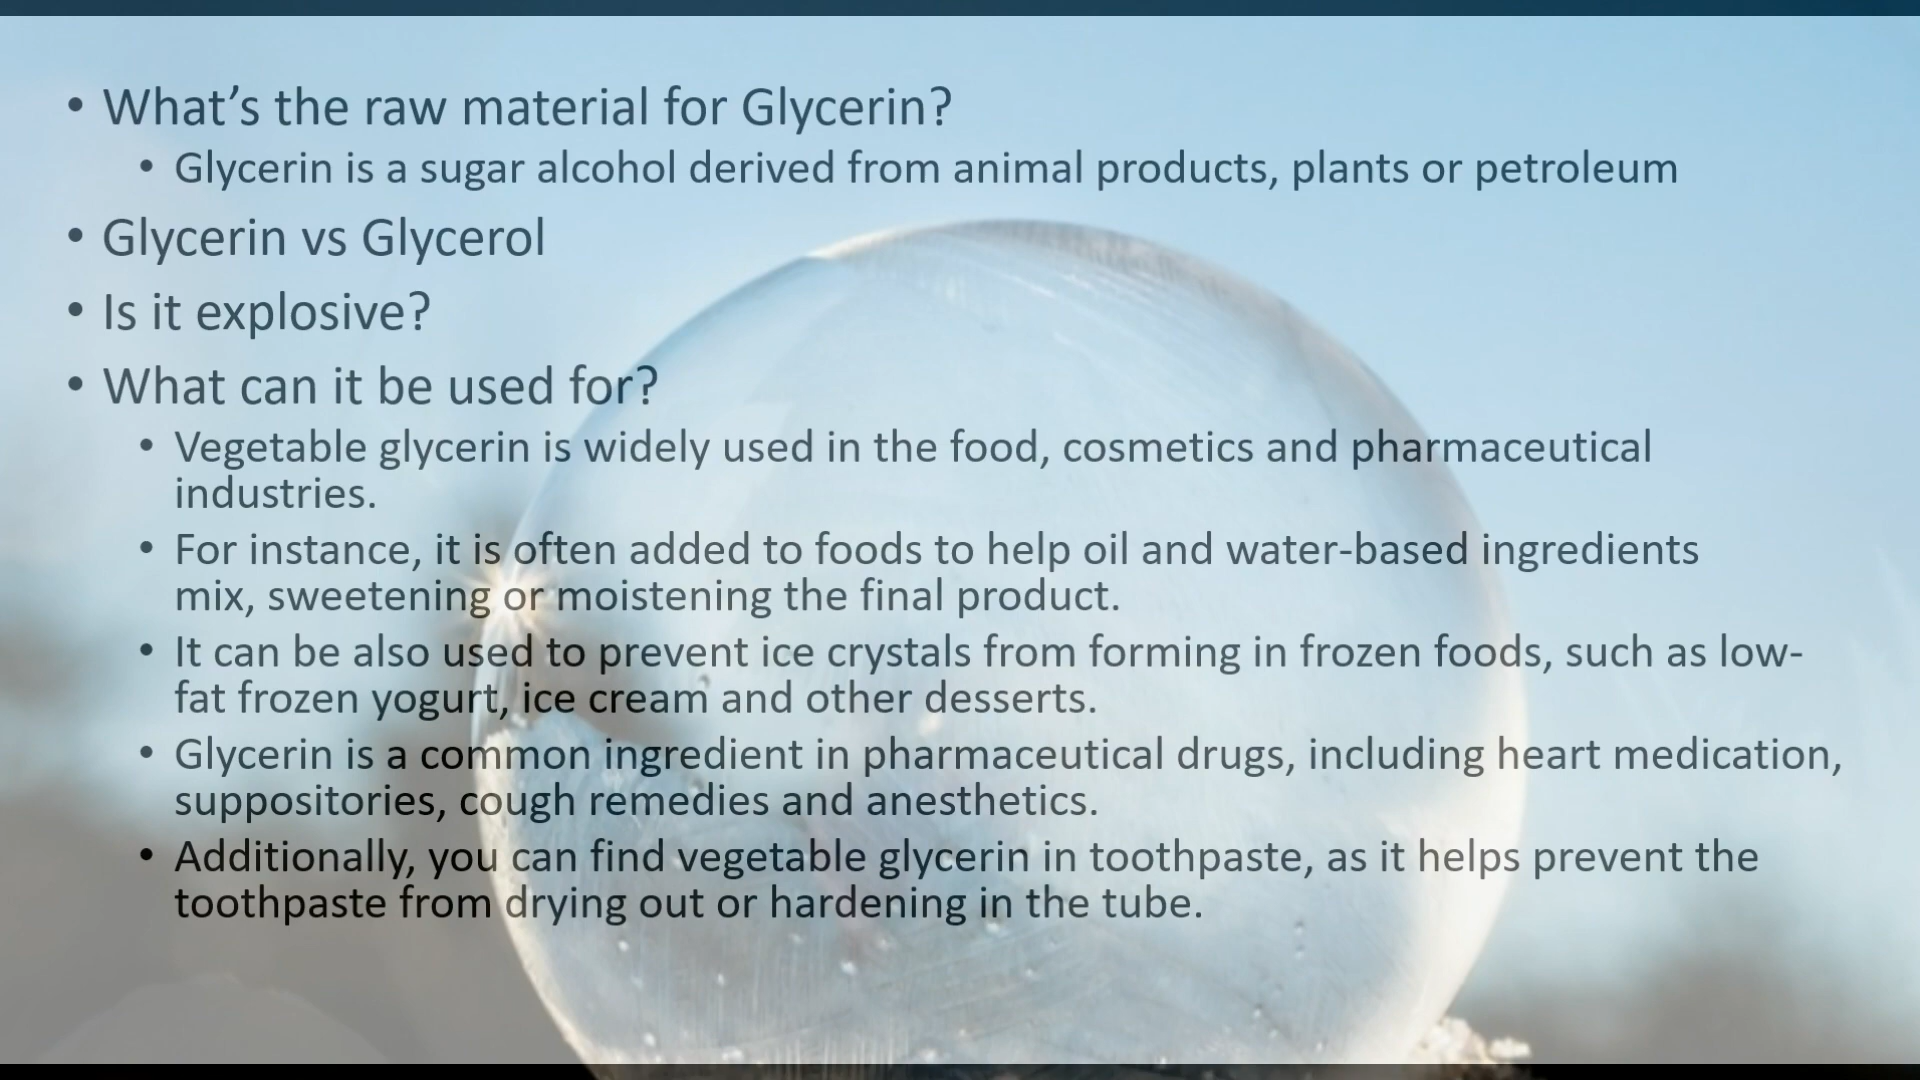 • What’s the raw material for Glycerin?
• Glycerin is a sugar alcohol derived from animal products, plants or petroleum
• Glycerin vs Glycerol
• Is it explosive?
• What can it be used for?
• Vegetable glycerin is widely used in the food, cosmetics and pharmaceutical
industries.
• For instance, it is often added to foods to help oil and water-based ingredients
mix, sweetening or moistening the final product.
• It can be also used to prevent ice crystals from forming in frozen foods, such as low-
fat frozen yogurt, ice cream and other desserts.
• Glycerin is a common ingredient in pharmaceutical drugs, including heart medication,
suppositories, cough remedies and anesthetics.
• Additionally, you can find vegetable glycerin in toothpaste, as it helps prevent the
toothpaste from drying out or hardening in the tube.